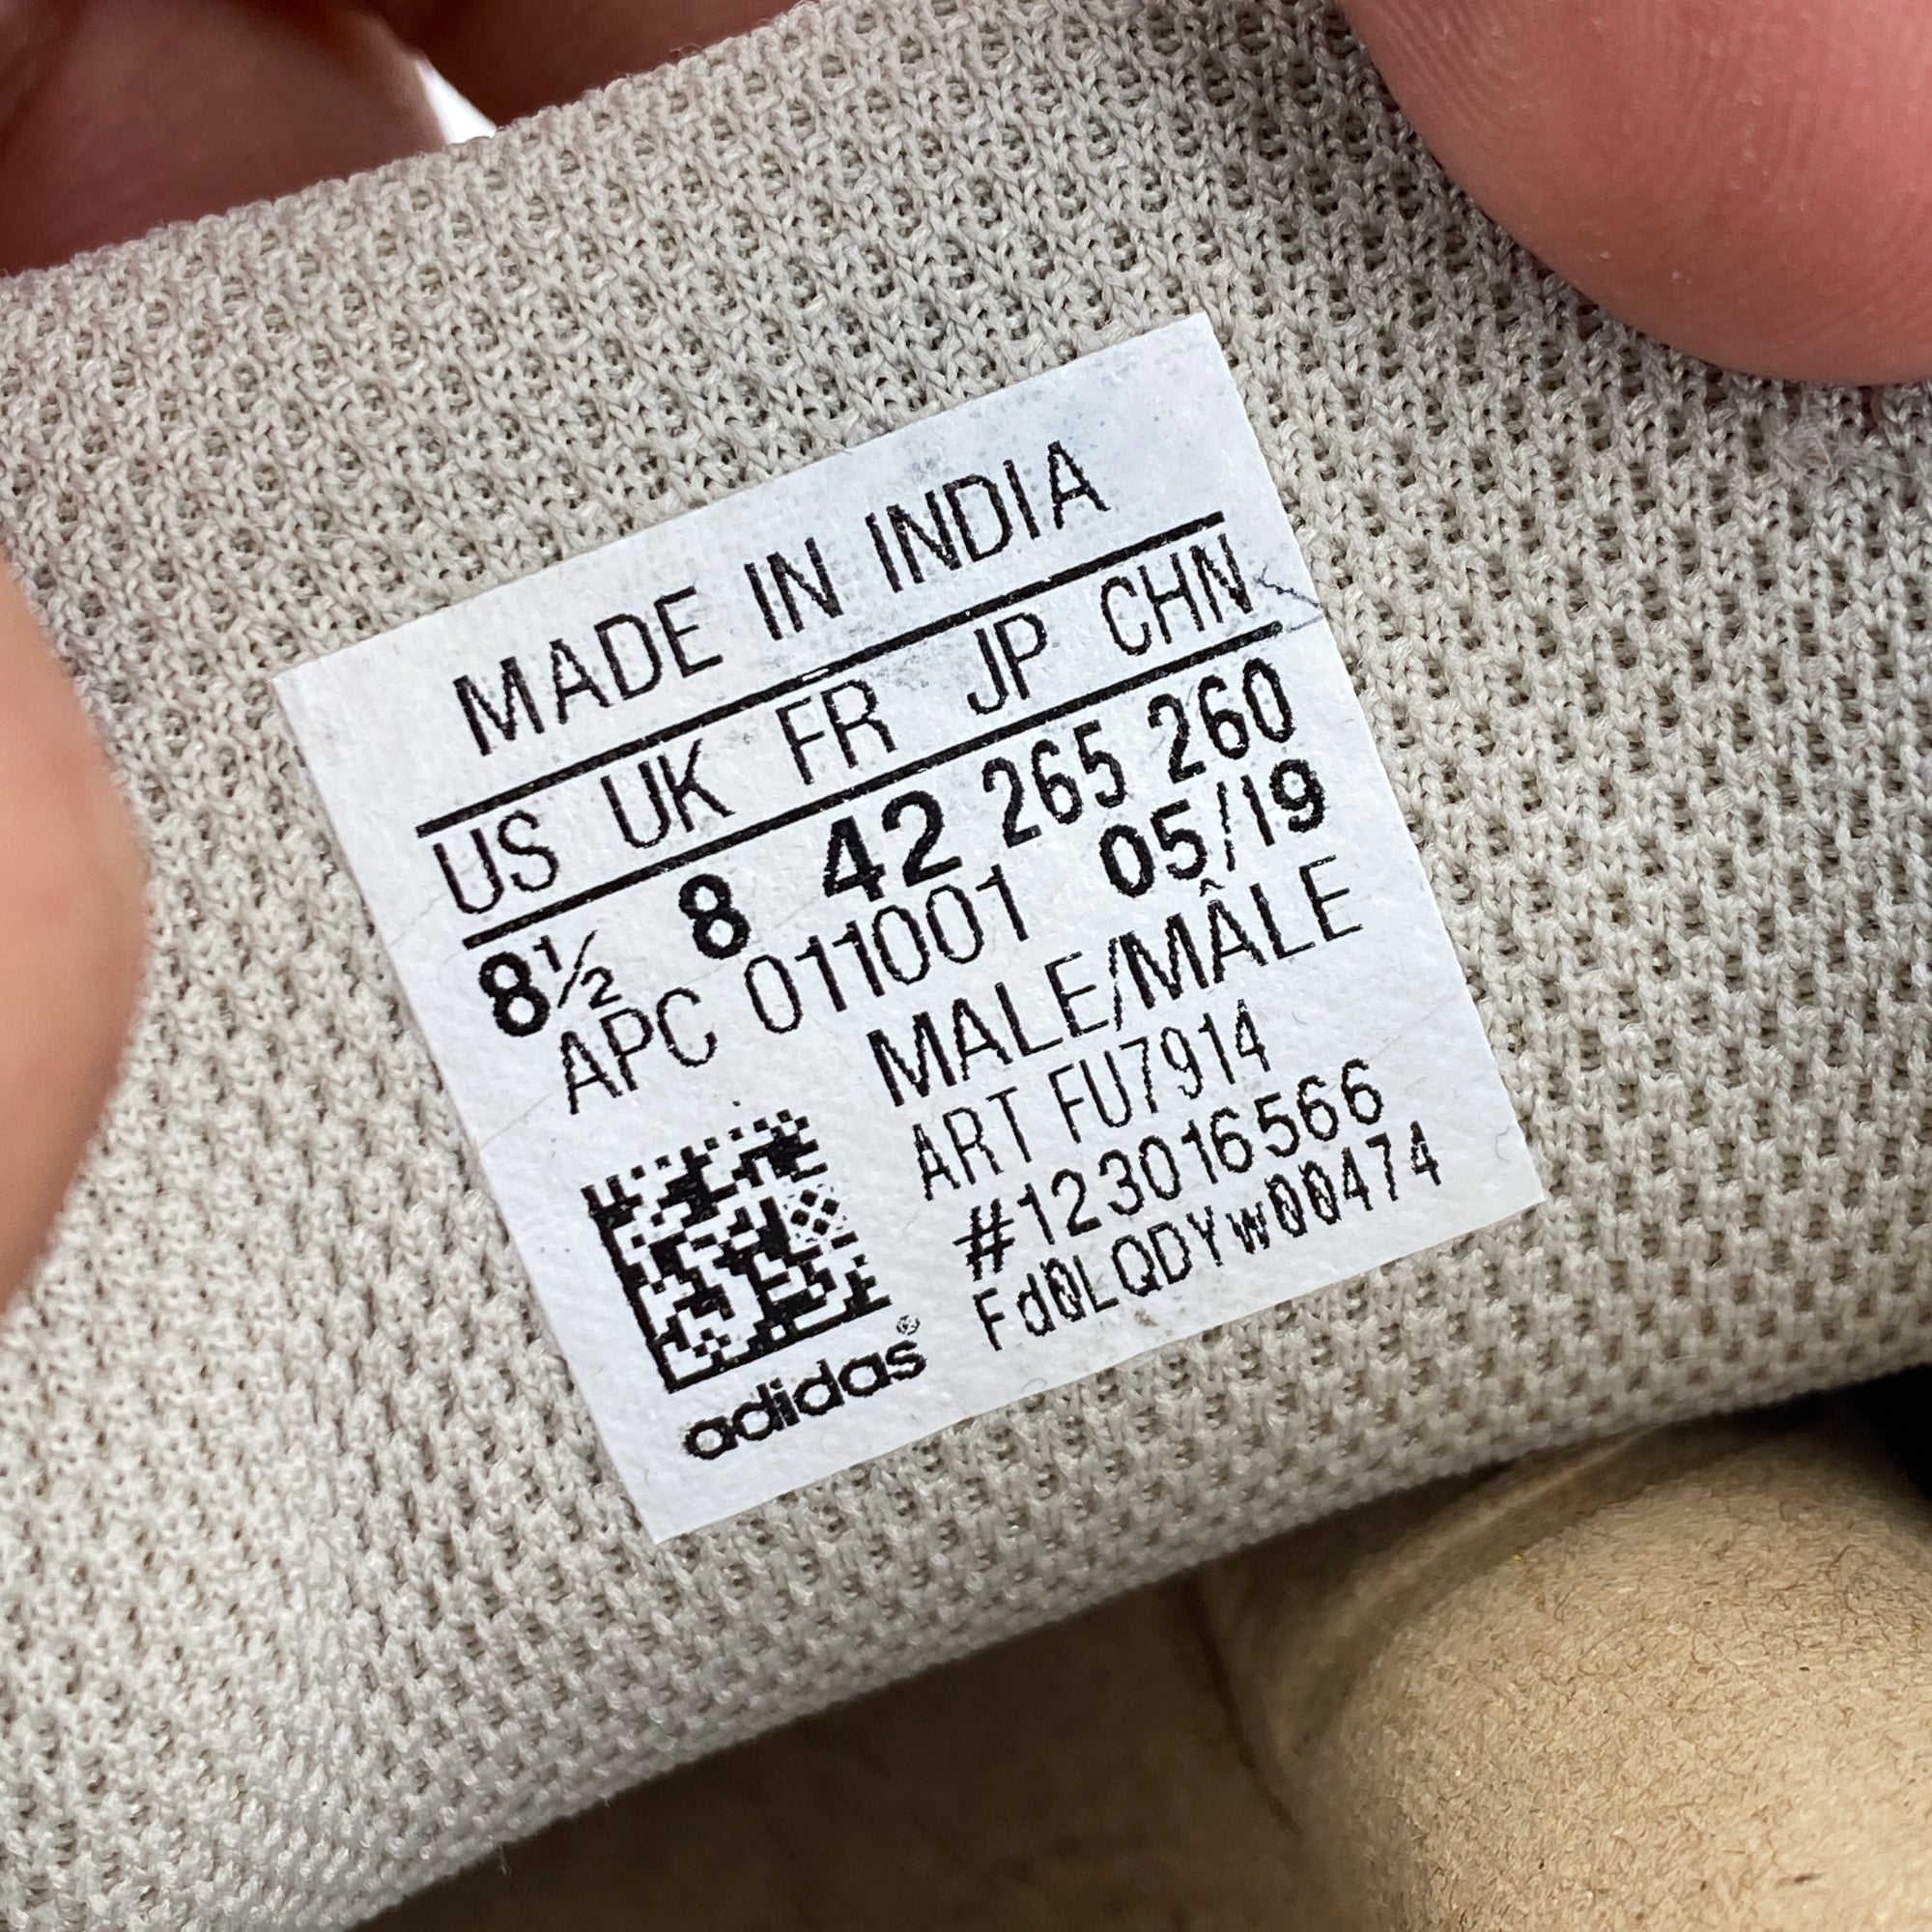 MADE IN INDIA
US UK FR JP CHN
8½ 8 42 265 260
APC 011001 05/19
MALE/MÂLE
ART FU7914
#123016566
Fd0LQDYw00474
adidas®